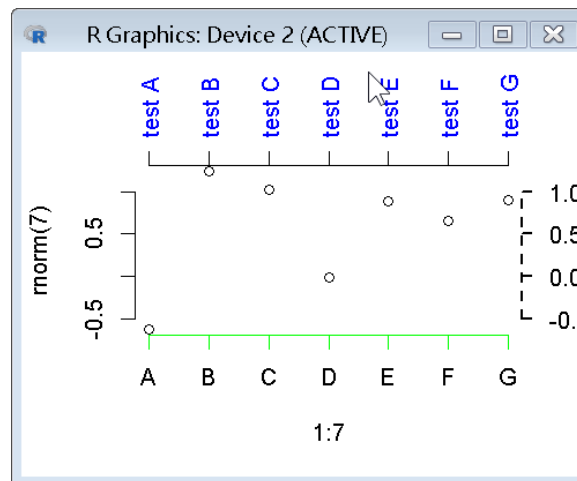 R Graphics: Device 2 (ACTIVE)
test A test B test C test D test E test F test G
rnorm(7)
0.5
-0.5
1.0
0.5
0.0
-0.
A B C D E F G
1:7